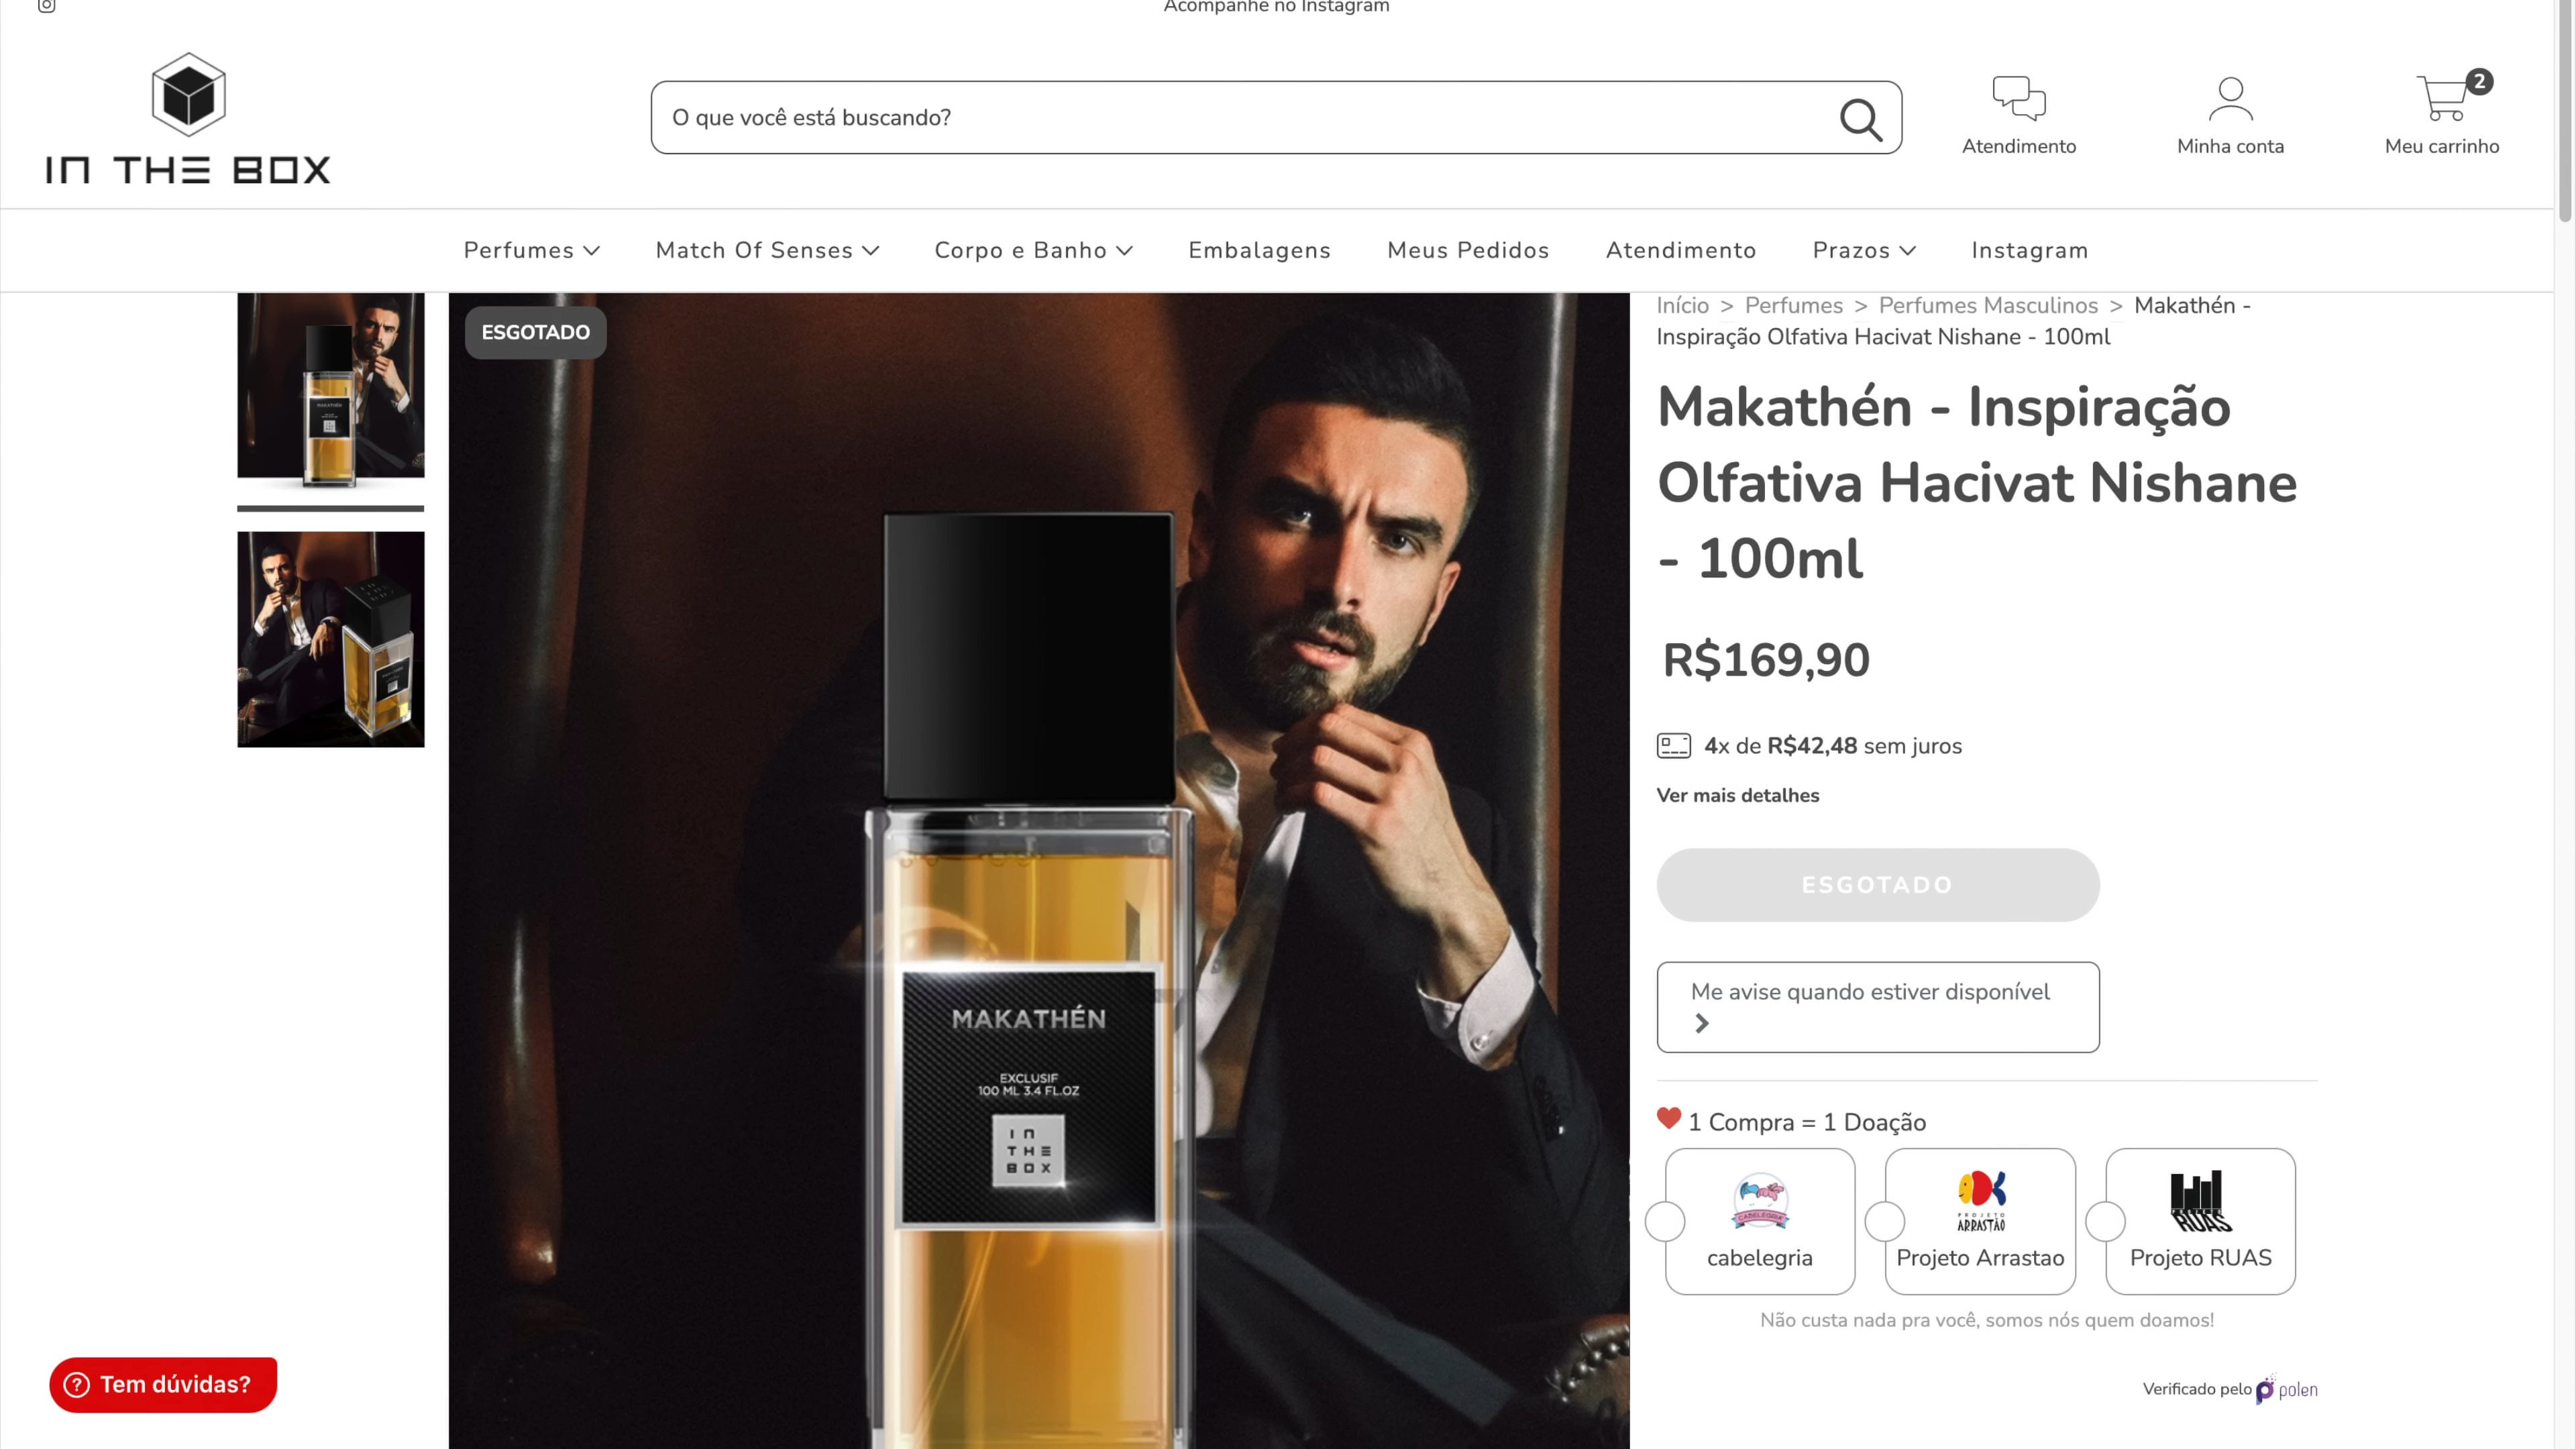 Acompanhe no Instagram
IN THE BOX
O que você está buscando?
Atendimento
Minha conta
2
Meu carrinho
Perfumes
Match Of Senses
Corpo e Banho
Embalagens
Meus Pedidos
Atendimento
Prazos
Instagram
ESGOTADO
MAKATHÉN
EXCLUSIF
100 ML 3.4 FL.OZ
IN
THE
BOX
Início > Perfumes > Perfumes Masculinos > Makathén -
Inspiração Olfativa Hacivat Nishane - 100ml
Makathén - Inspiração
Olfativa Hacivat Nishane
- 100ml
R$169,90
4x de R$42,48 sem juros
Ver mais detalhes
ESGOTADO
Me avise quando estiver disponível
1 Compra = 1 Doação
CABELEGRIA
cabelegria
PROJETO
ARRASTÃO
Projeto Arrastao
RUAS
Projeto RUAS
Não custa nada pra você, somos nós quem doamos!
Verificado pelo polen
Tem dúvidas?